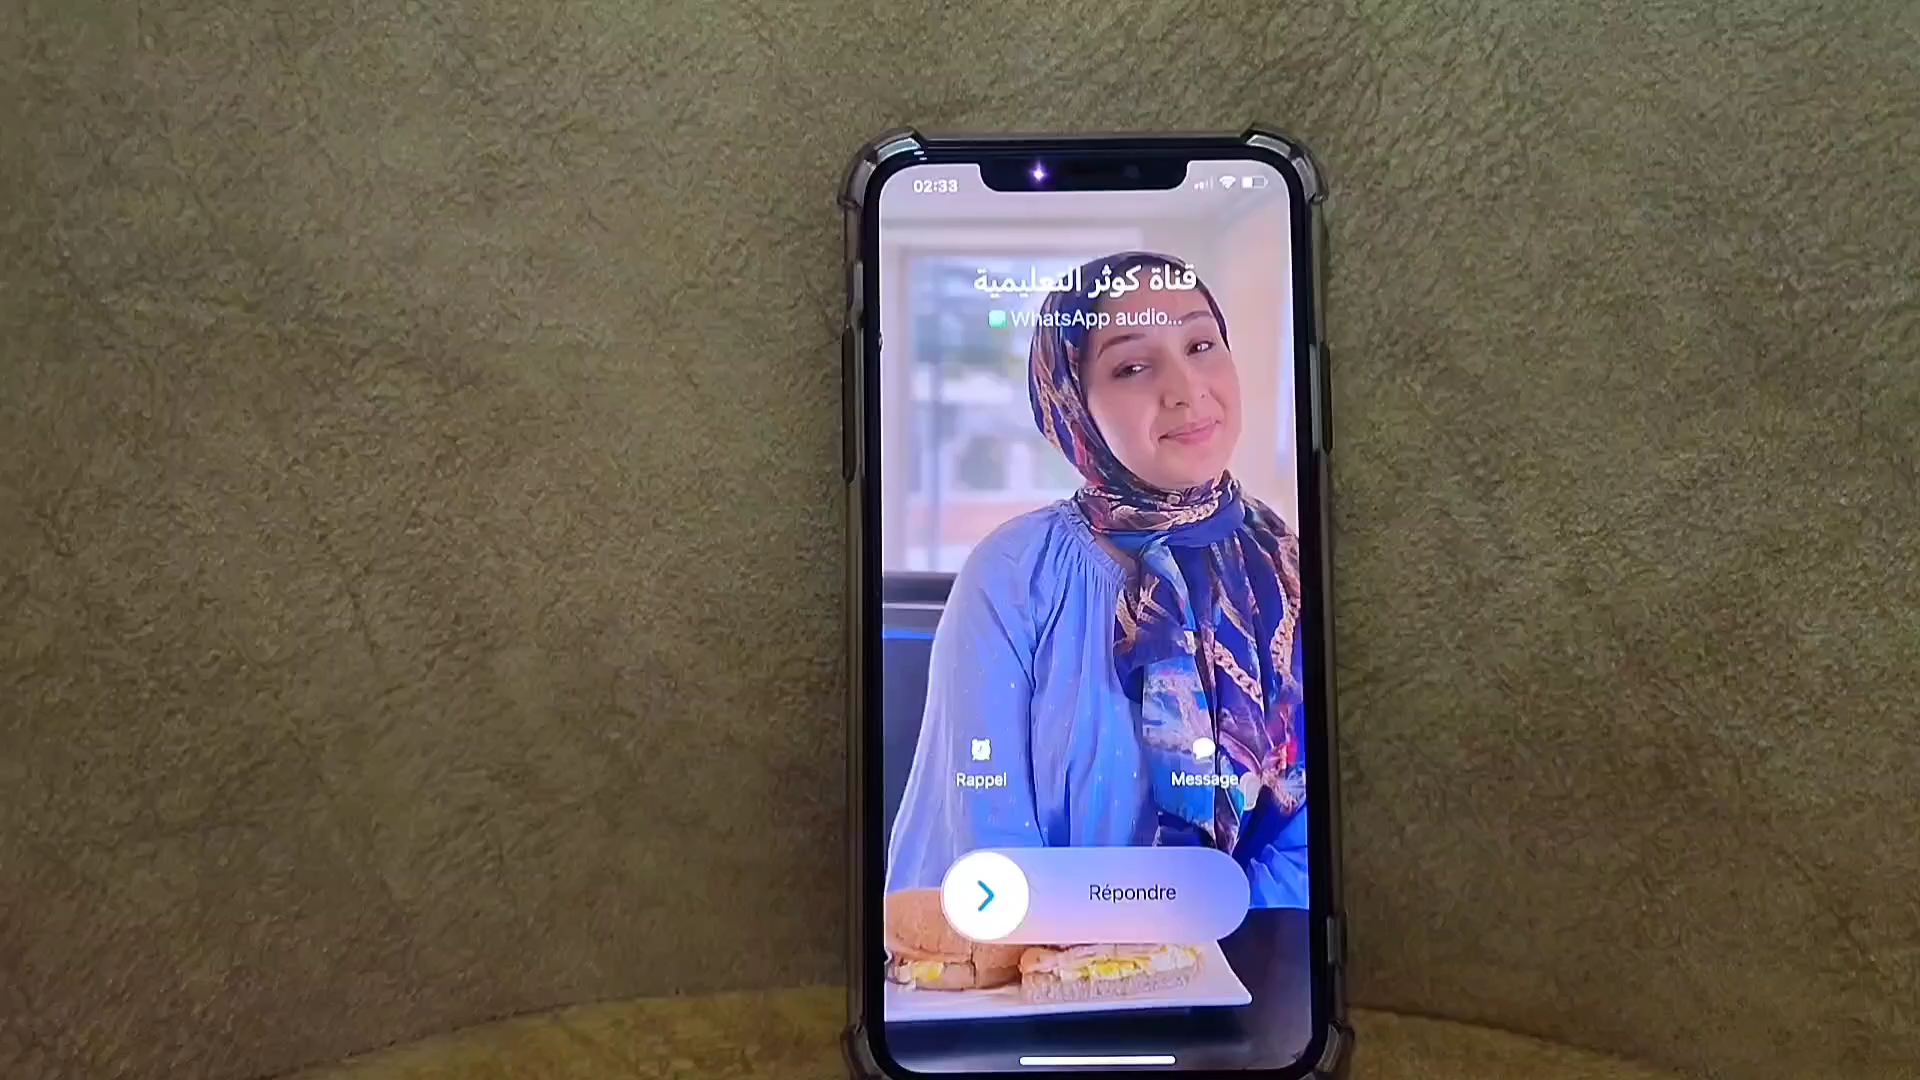 02:33
قناة كوثر التعليمية
WhatsApp audio...
Rappel
Message
Répondre